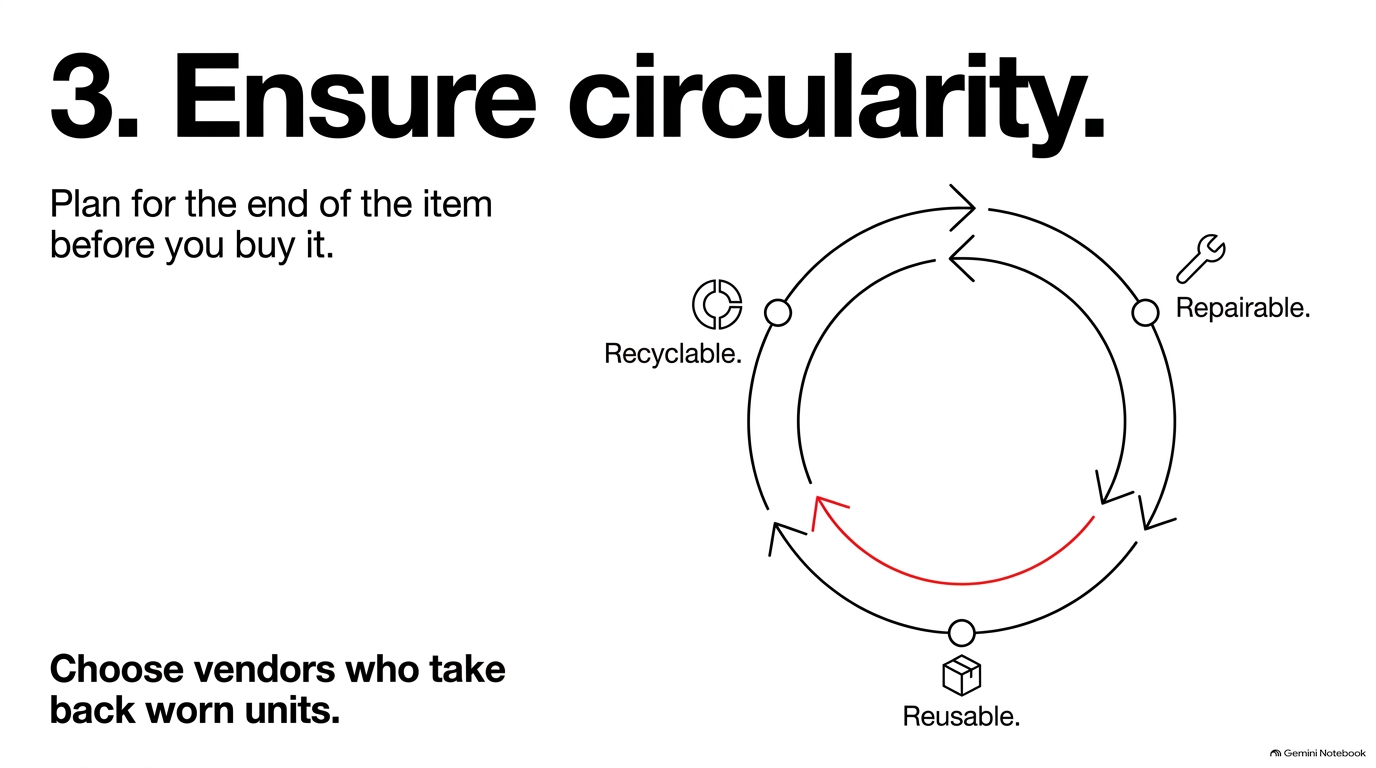 3. Ensure circularity.
Plan for the end of the item
before you buy it.
Repairable.
Recyclable.
Reusable.
Choose vendors who take
back worn units.
Gemini Notebook